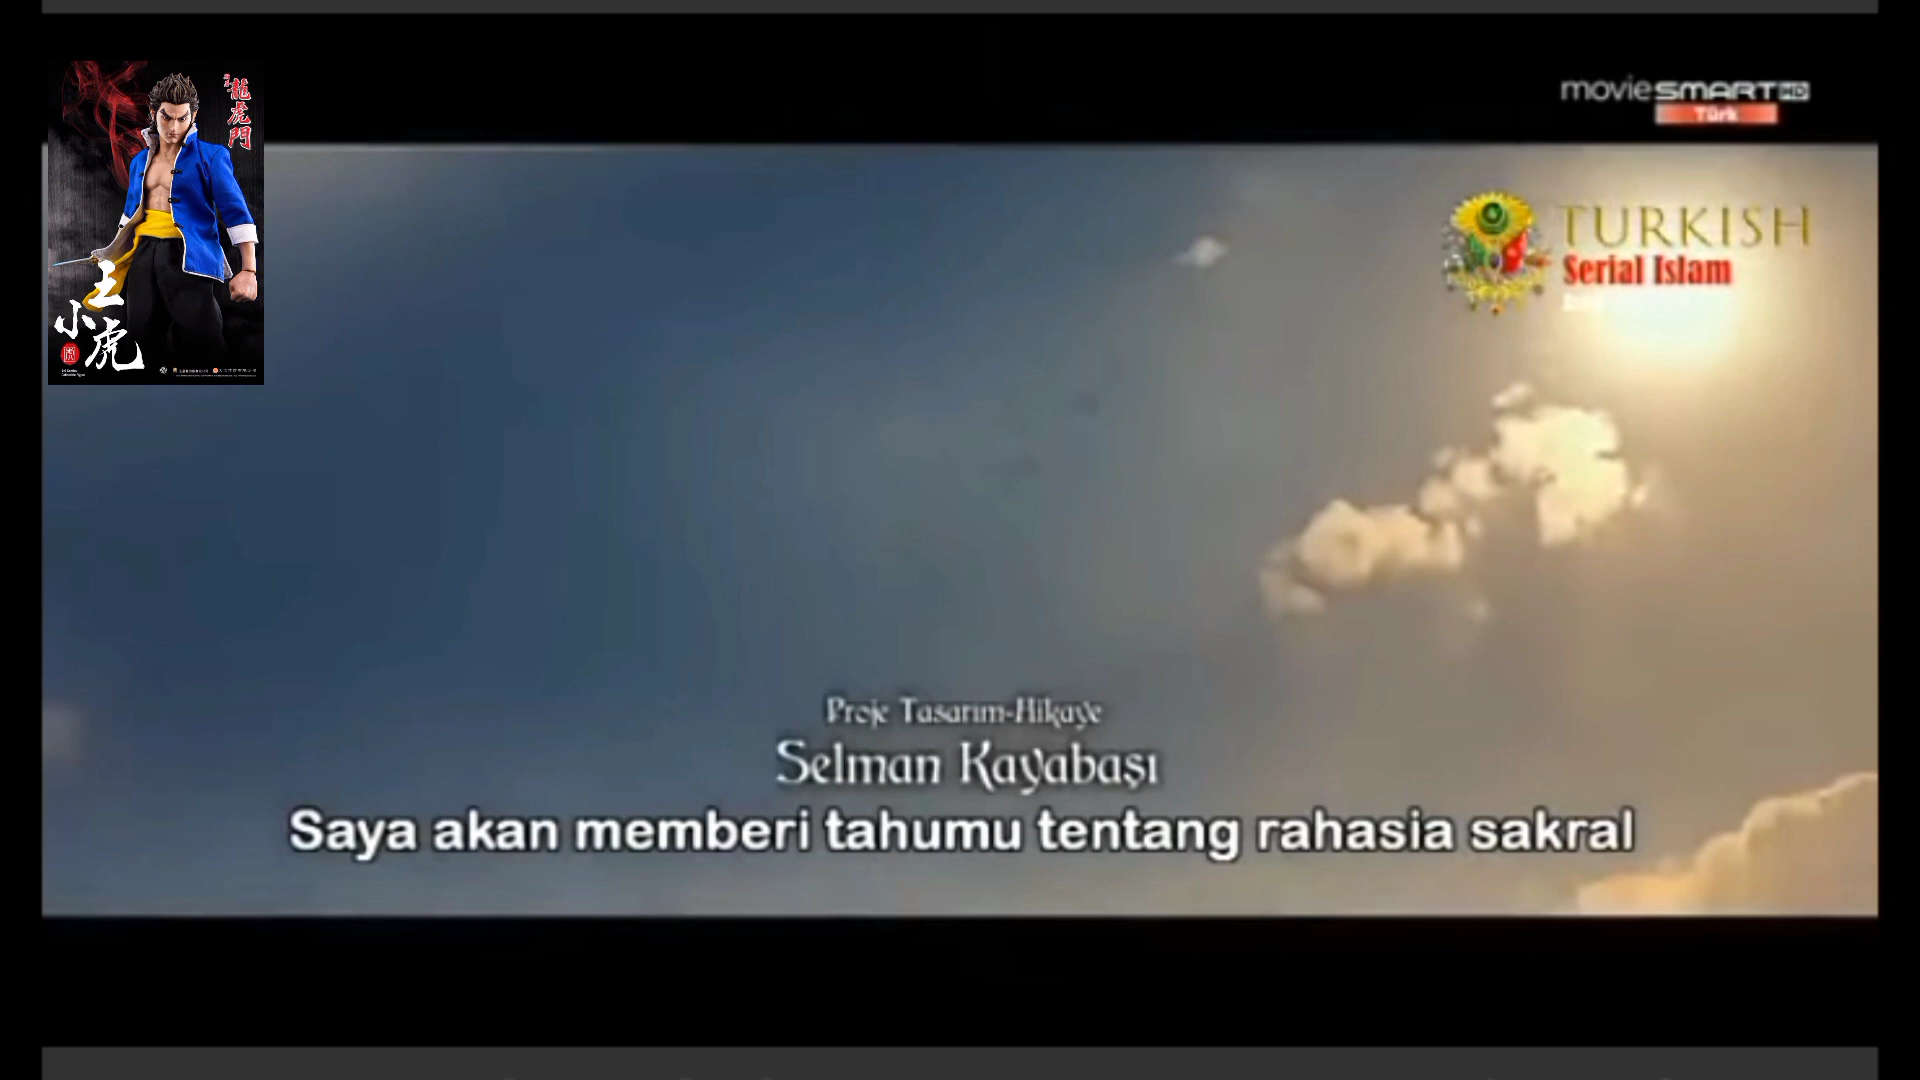 龍虎門
王小虎
moviesmart HD
Türk
TURKISH
Serial Islam
Proje Tasarım-Hikaye
Selman Kayabaşı
Saya akan memberi tahumu tentang rahasia sakral